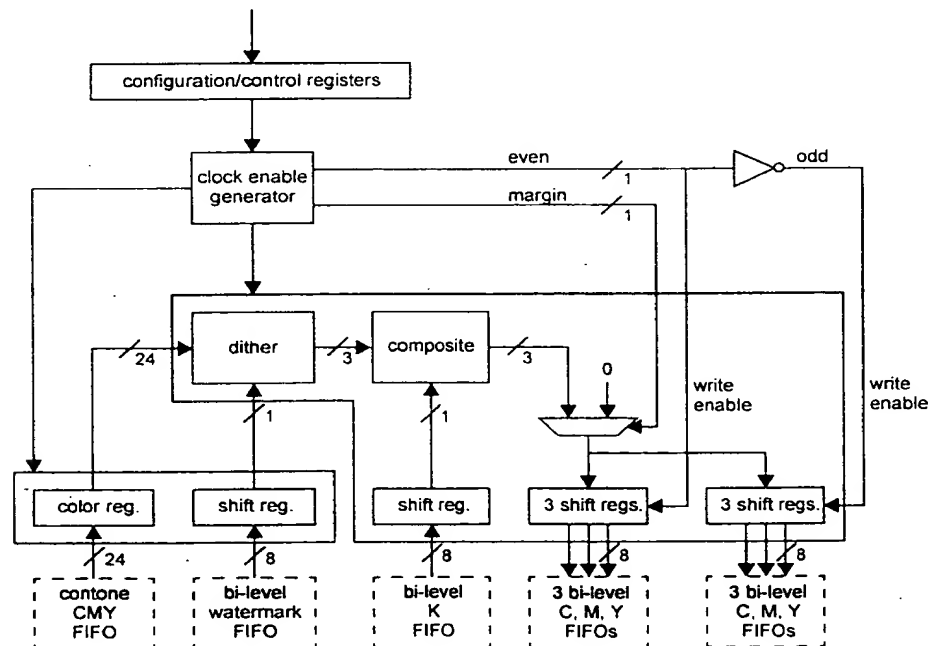 configuration/control registers
even
odd
clock enable
generator
1
margin
1
dither
composite
24
3
3
0
write
enable
write
enable
1
1
color reg.
shift reg.
shift reg.
3 shift regs.
3 shift regs.
24
8
8
8
8
contone
CMY
FIFO
bi-level
watermark
FIFO
bi-level
K
FIFO
3 bi-level
C, M, Y
FIFOs
3 bi-level
C, M, Y
FIFOs